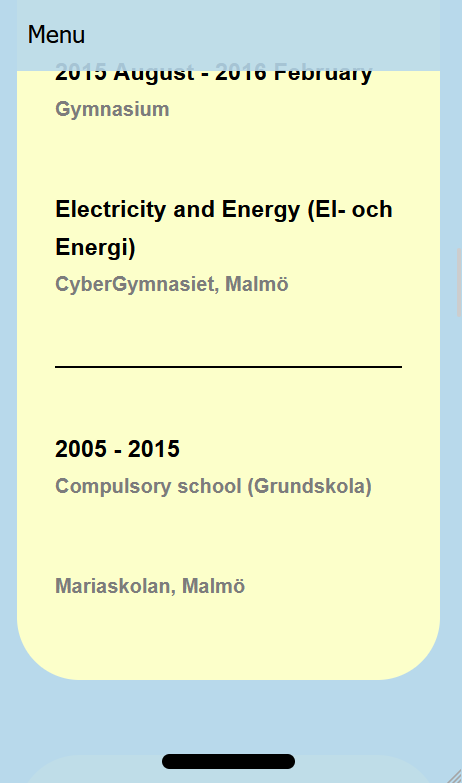 Menu
2015 August - 2016 February
Gymnasium
Electricity and Energy (El- och
Energi)
CyberGymnasiet, Malmö
2005 - 2015
Compulsory school (Grundskola)
Mariaskolan, Malmö